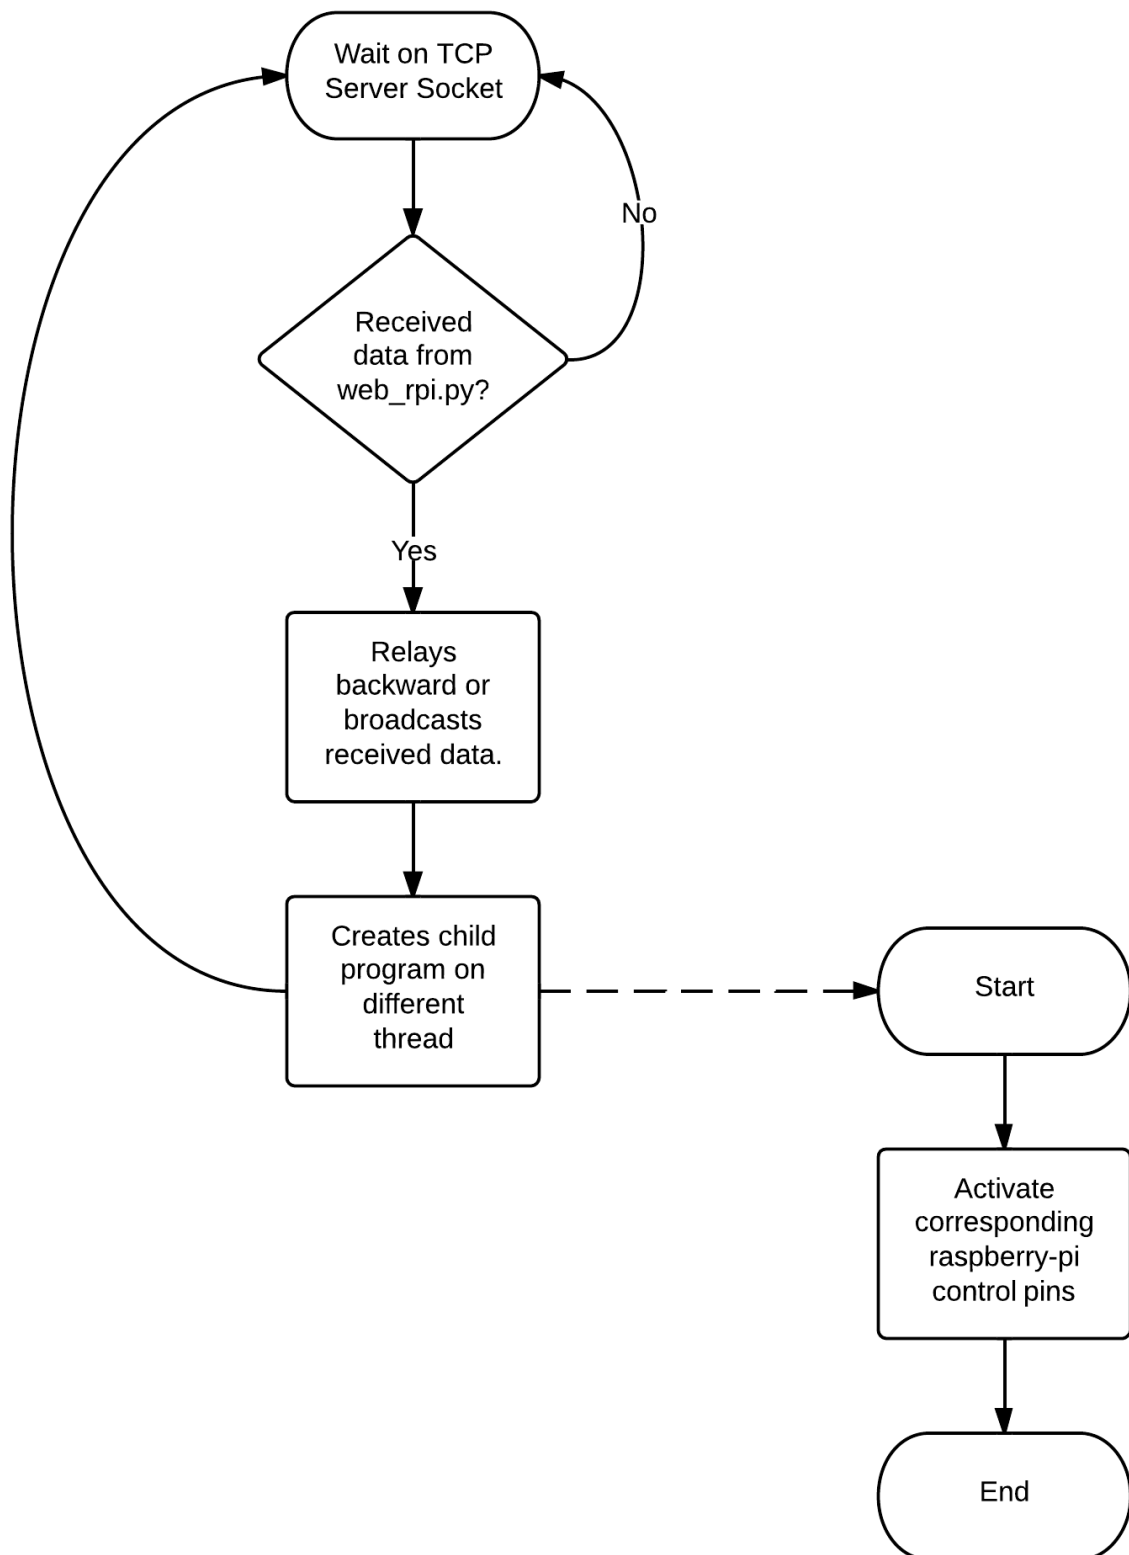 Wait on TCP
Server Socket
No
Received
data from
web_rpi.py?
Yes
Relays
backward or
broadcasts
received data.
Creates child
program on
different
thread
Start
Activate
corresponding
raspberry-pi
control pins
End